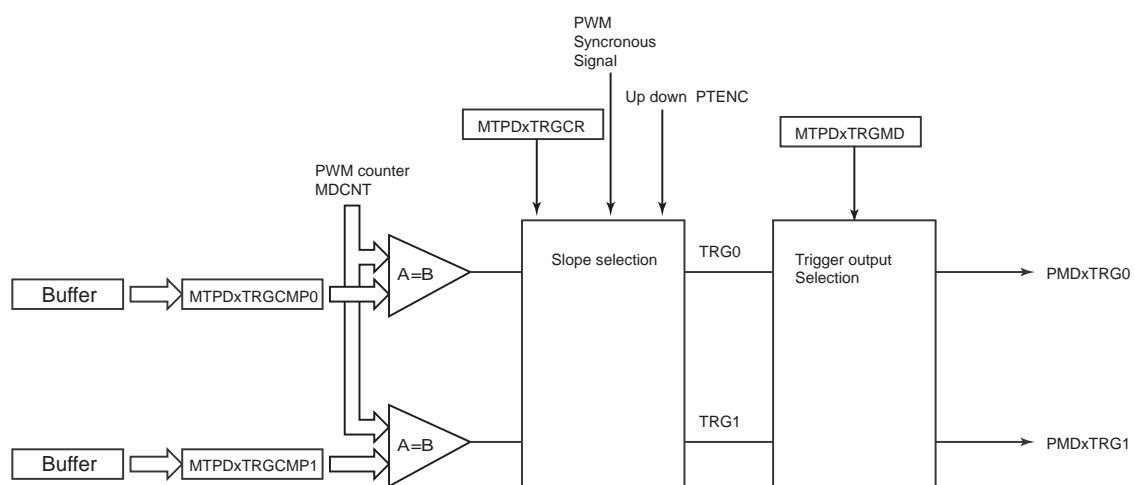 PWM
Syncronous
Signal
Up down PTENC
MTPDxTRGCR
MTPDxTRGMD
PWM counter
MDCNT
Slope selection
TRG0
Trigger output
Selection
A=B
PMDxTRG0
Buffer
MTPDxTRGCMP0
TRG1
A=B
PMDxTRG1
Buffer
MTPDxTRGCMP1